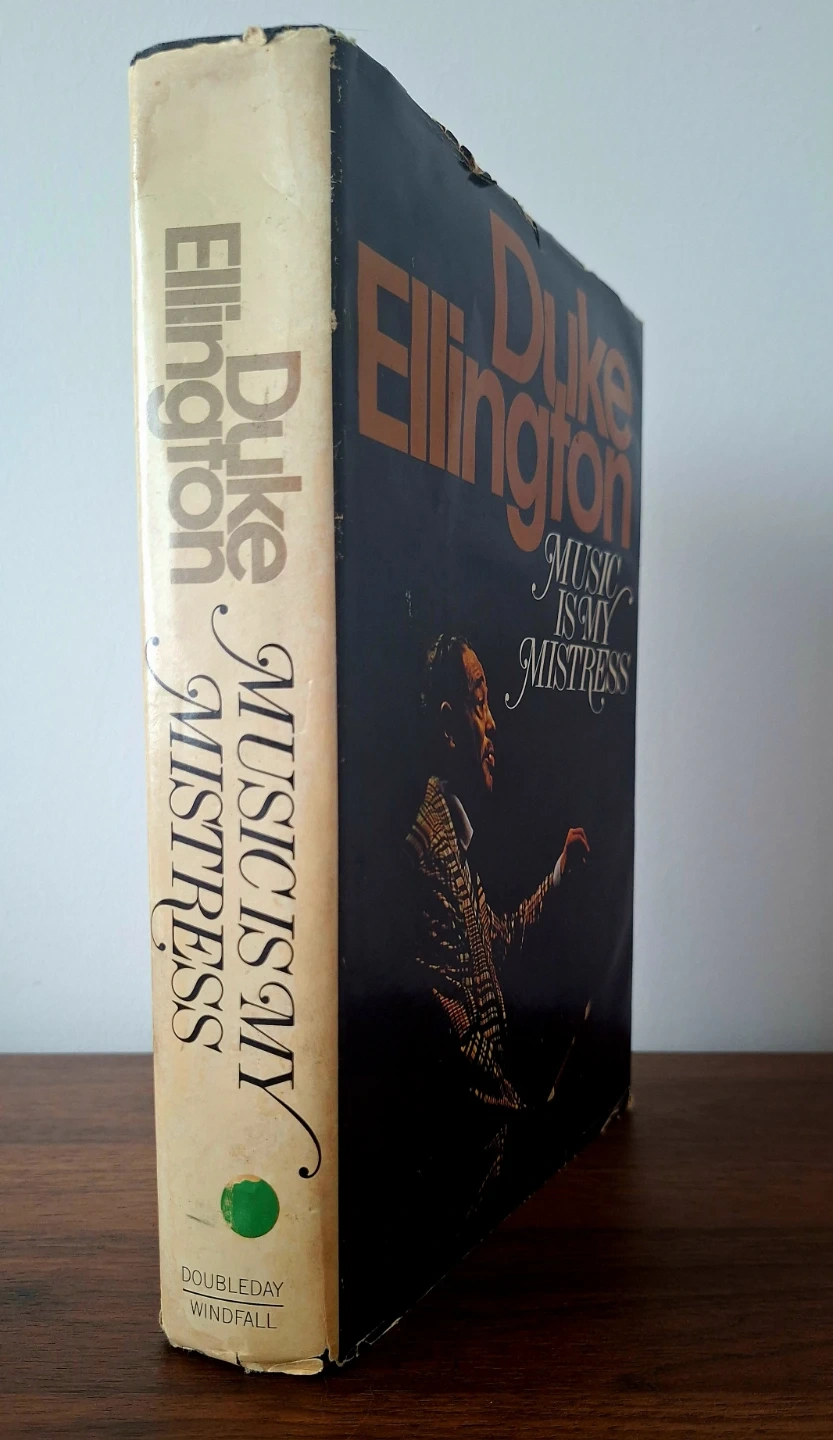 Duke
Ellington
MUSIC IS MY
MISTRESS
DOUBLEDAY
WINDFALL
Duke
Ellington
MUSIC
IS MY
MISTRESS